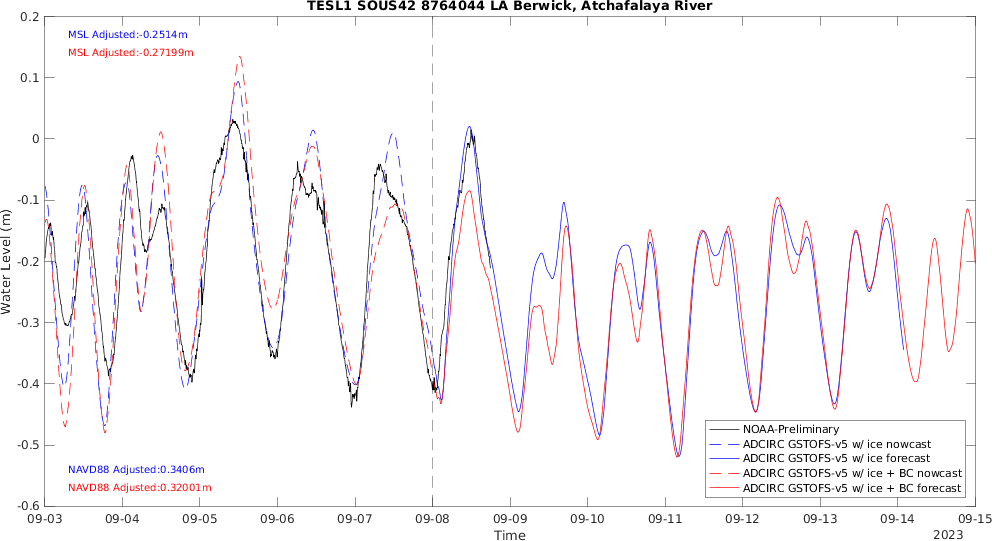 TESL1 SOUS42 8764044 LA Berwick, Atchafalaya River
MSL Adjusted:-0.2514m
MSL Adjusted:-0.27199m
NAVD88 Adjusted:0.3406m
NAVD88 Adjusted:0.32001m
Water Level (m)
0.2
0.1
0
-0.1
-0.2
-0.3
-0.4
-0.5
-0.6
NOAA-Preliminary
ADCIRC GSTOFS-v5 w/ ice nowcast
ADCIRC GSTOFS-v5 w/ ice forecast
ADCIRC GSTOFS-v5 w/ ice + BC nowcast
ADCIRC GSTOFS-v5 w/ ice + BC forecast
09-03 09-04 09-05 09-06 09-07 09-08 09-09 09-10 09-11 09-12 09-13 09-14 09-15
Time
2023